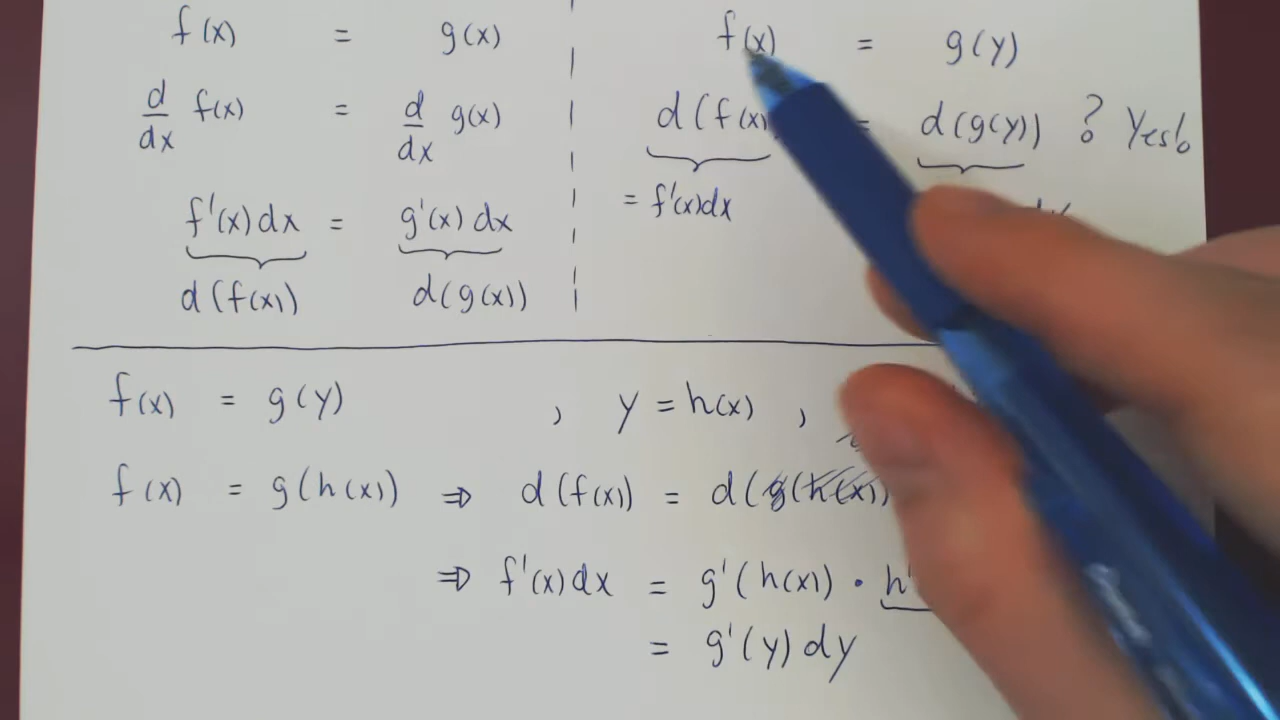 f(x) = g(x)
d/dx f(x) = d/dx g(x)
f'(x)dx = g'(x)dx
d(f(x)) d(g(x))
f(x) = g(y)
d(f(x) = d(g(y)) ? Yes!
= f'(x)dx
f(x) = g(y) , y = h(x) ,
f(x) = g(h(x)) ⇒ d(f(x)) = d(g(h(x))
⇒ f'(x)dx = g'(h(x)) · h'
= g'(y)dy